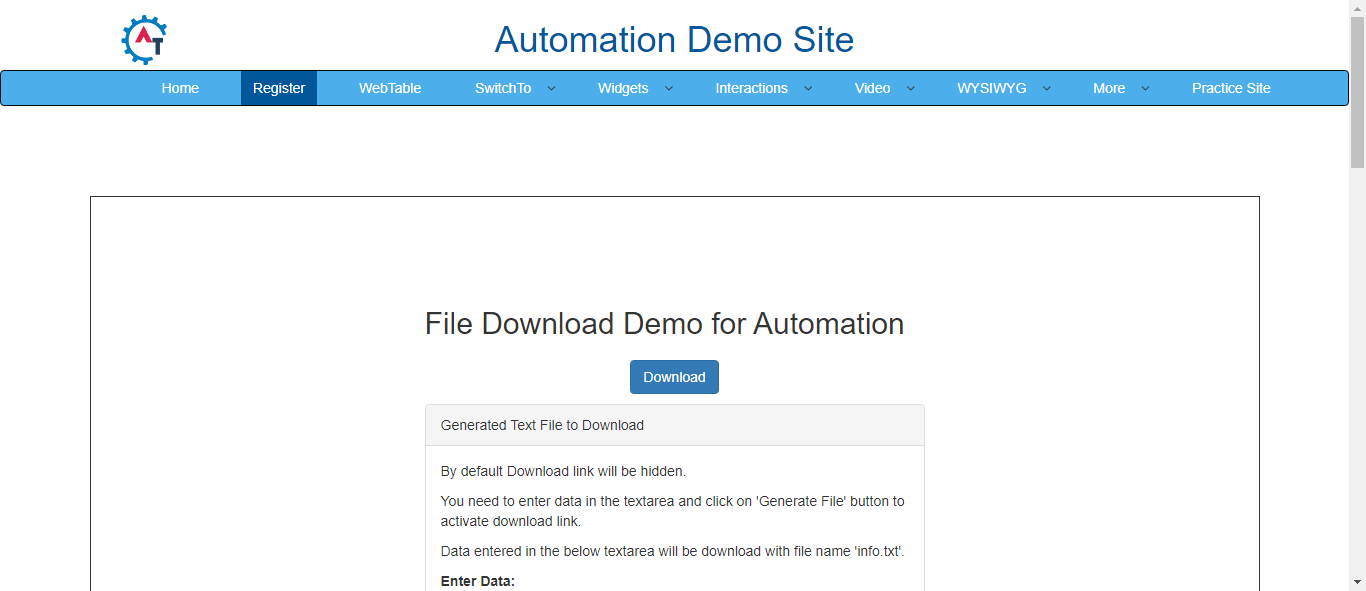 AT
Automation Demo Site
Home Register WebTable SwitchTo Widgets Interactions Video WYSIWYG More Practice Site
File Download Demo for Automation
Download
Generated Text File to Download
By default Download link will be hidden.
You need to enter data in the textarea and click on 'Generate File' button to
activate download link.
Data entered in the below textarea will be download with file name 'info.txt'.
Enter Data: